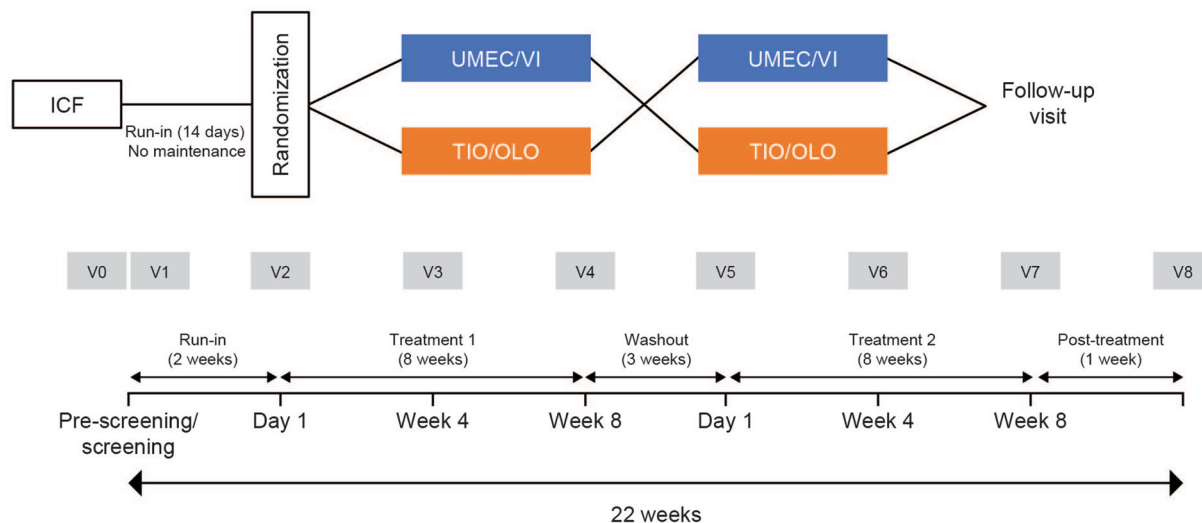 ICF
Run-in (14 days)
No maintenance
Randomization
UMEC/VI
UMEC/VI
TIO/OLO
TIO/OLO
Follow-up
visit
V0
V1
V2
V3
V4
V5
V6
V7
V8
Run-in
(2 weeks)
Treatment 1
(8 weeks)
Washout
(3 weeks)
Treatment 2
(8 weeks)
Post-treatment
(1 week)
Pre-screening/
screening
Day 1
Week 4
Week 8
Day 1
Week 4
Week 8
22 weeks